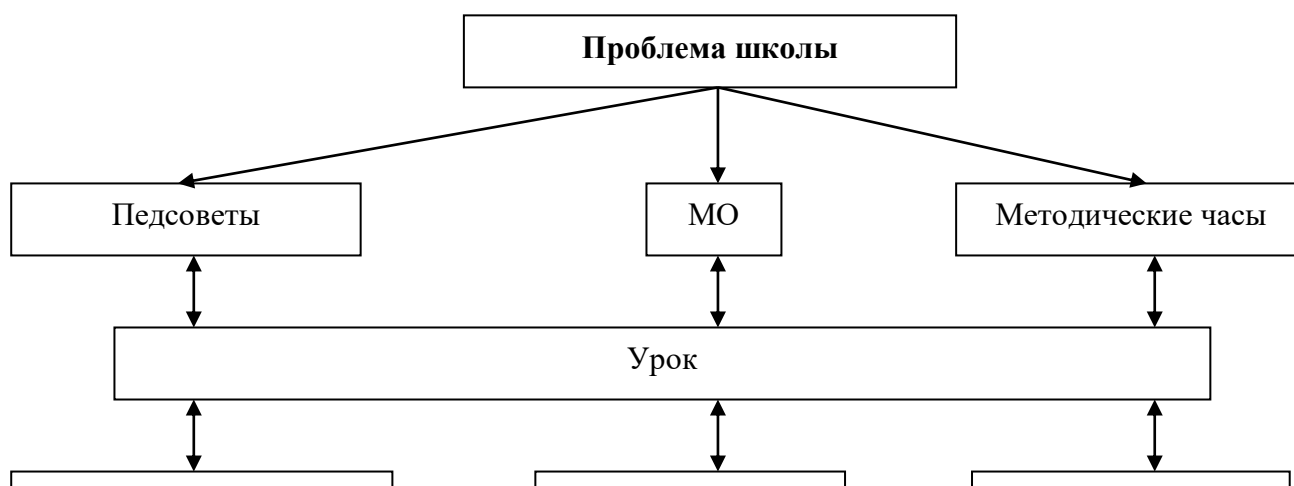 Проблема школы
Педсоветы
МО
Методические часы
Урок